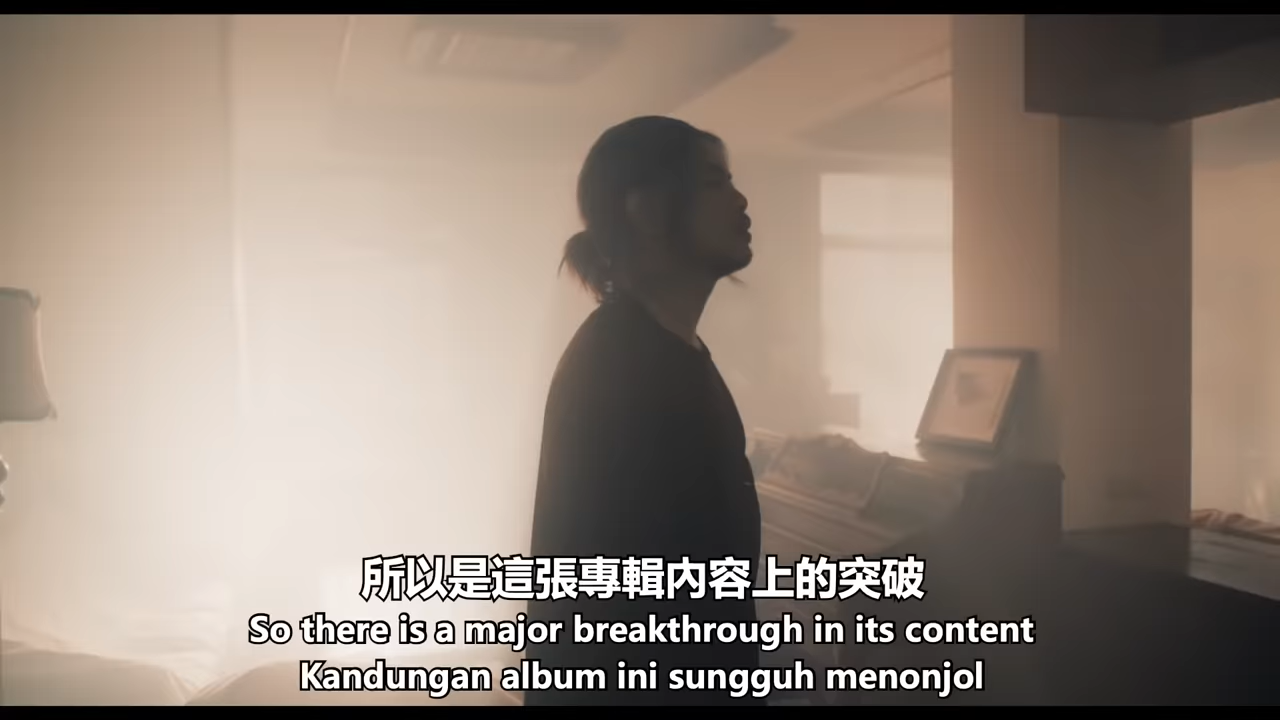 所以是這張專輯內容上的突破
So there is a major breakthrough in its content
Kandungan album ini sungguh menonjol